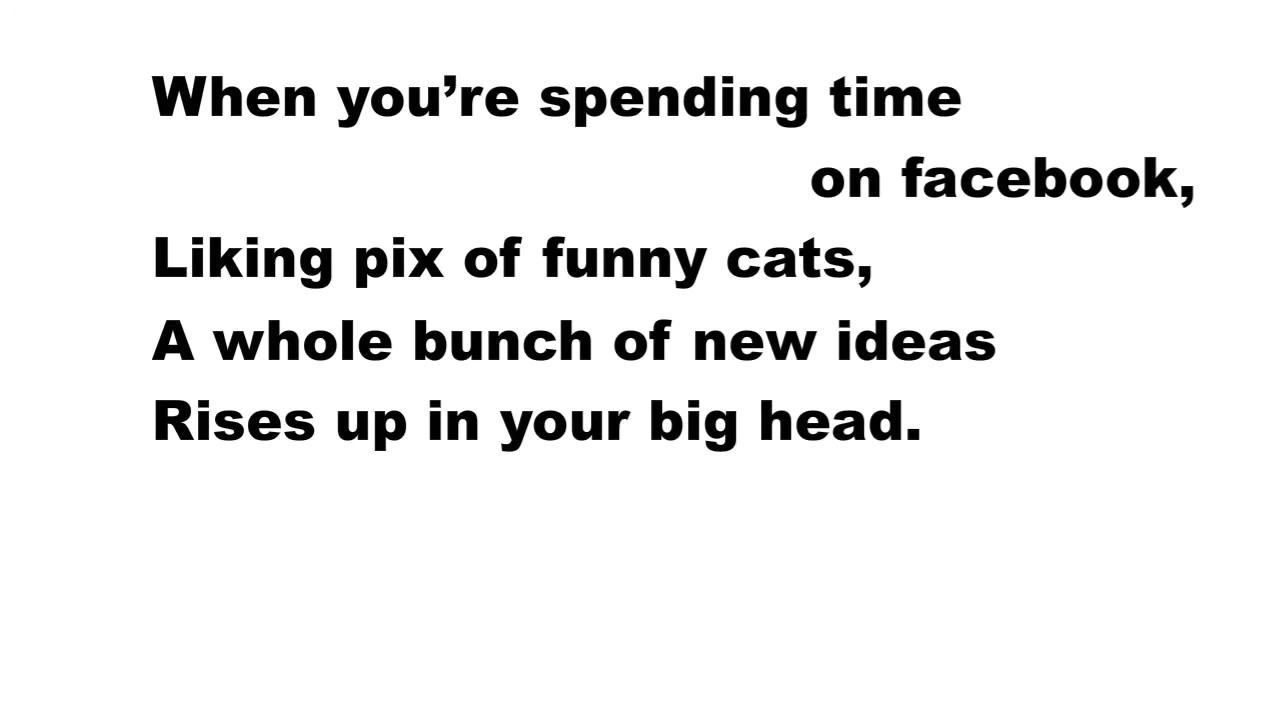 When you’re spending time
on facebook,
Liking pix of funny cats,
A whole bunch of new ideas
Rises up in your big head.